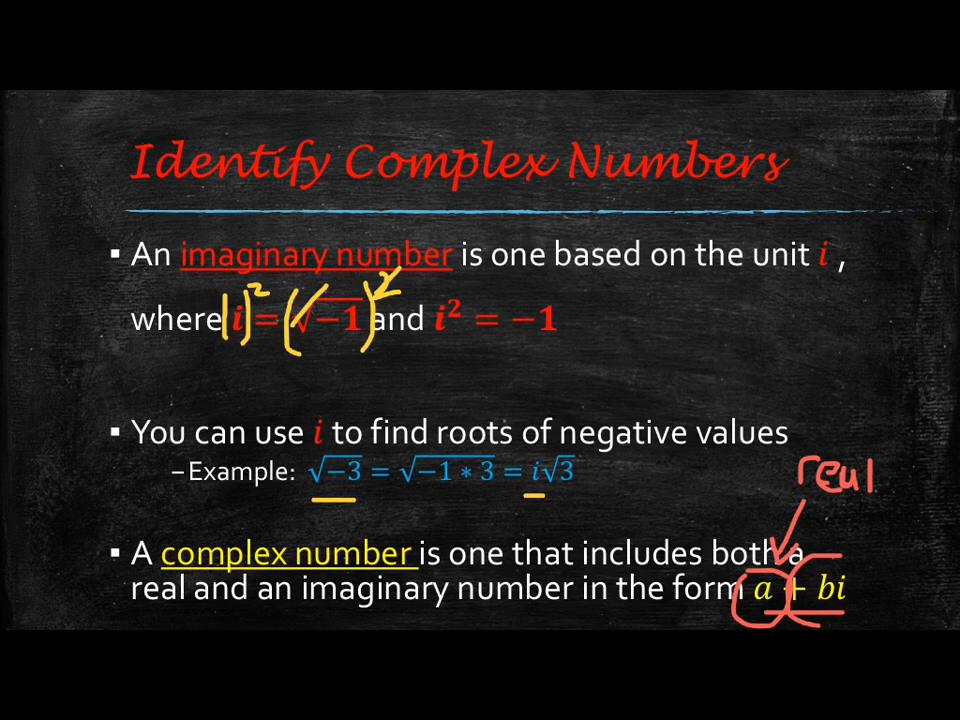 Identify Complex Numbers
▪ An imaginary number is one based on the unit i ,
where i = √−1 and i² = −1
( )² ( )²
▪ You can use i to find roots of negative values
–Example: √−3 = √−1 ∗ 3 = i√3
real
▪ A complex number is one that includes both a
real and an imaginary number in the form a + bi